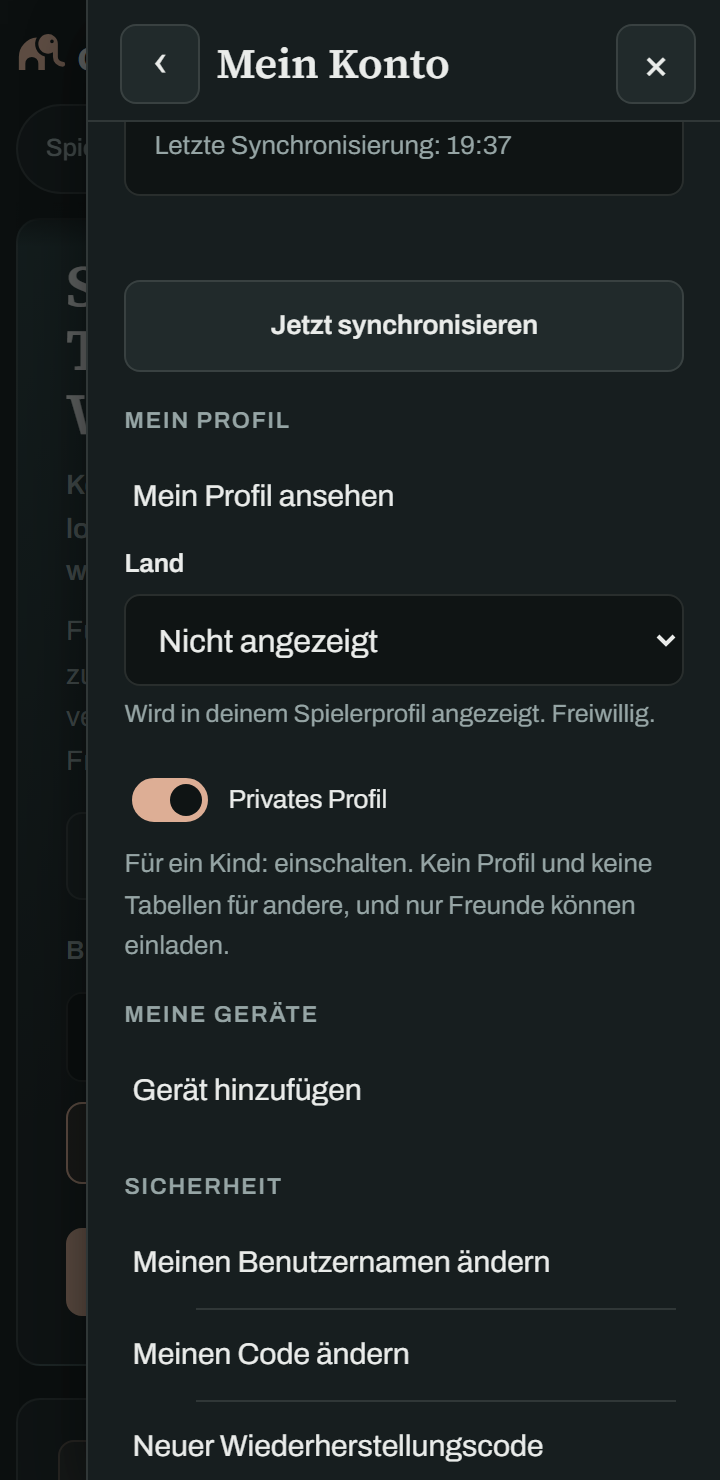 ‹ Mein Konto ×
Letzte Synchronisierung: 19:37
Jetzt synchronisieren
MEIN PROFIL
Mein Profil ansehen
Land
Nicht angezeigt
Wird in deinem Spielerprofil angezeigt. Freiwillig.
Privates Profil
Für ein Kind: einschalten. Kein Profil und keine
Tabellen für andere, und nur Freunde können
einladen.
MEINE GERÄTE
Gerät hinzufügen
SICHERHEIT
Meinen Benutzernamen ändern
Meinen Code ändern
Neuer Wiederherstellungscode